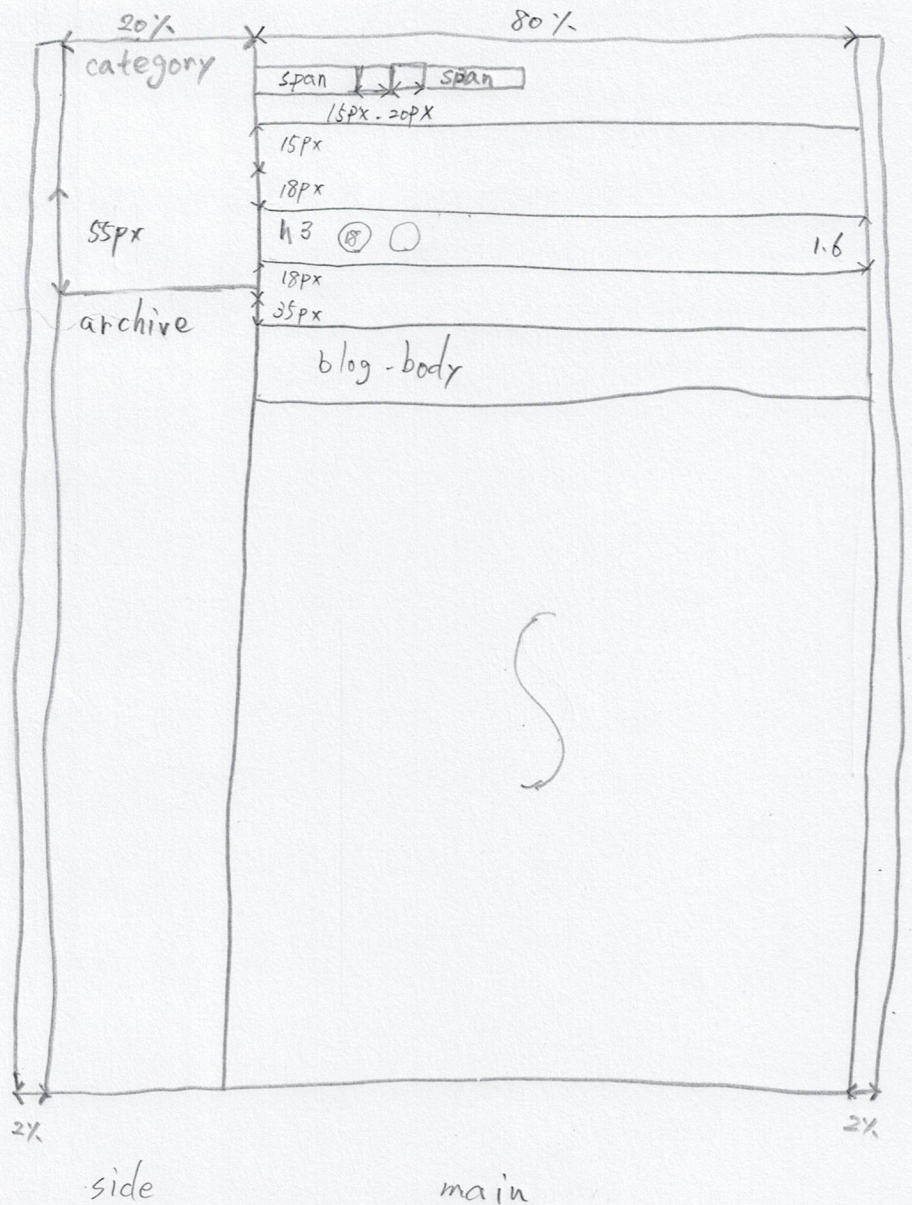 20% 80%
category
span span
15px . 20px
15px
18px
55px
h3 18 1.6
18px
archive
35px
blog-body
2% 2%
side main